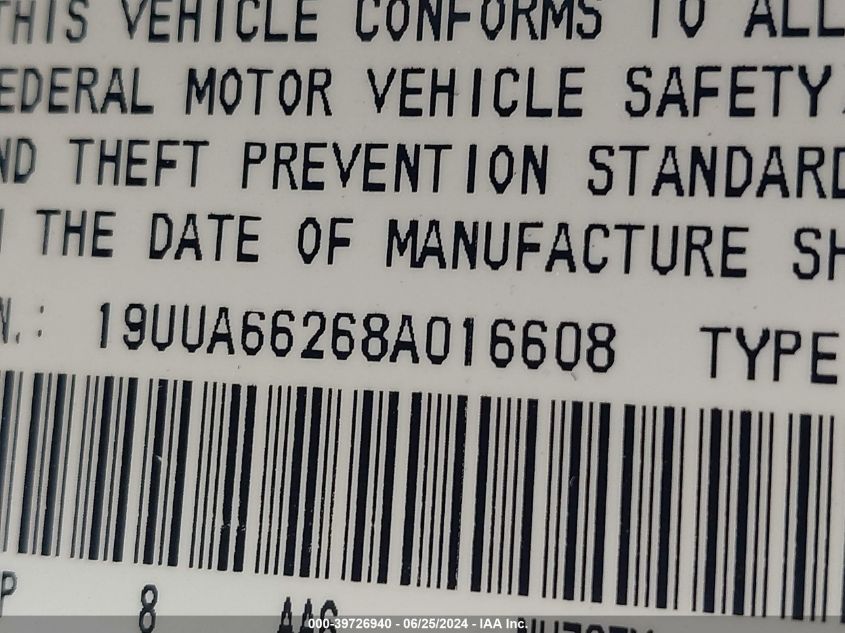 THIS VEHICLE CONFORMS TO ALL
EDERAL MOTOR VEHICLE SAFETY
ND THEFT PREVENTION STANDARD
THE DATE OF MANUFACTURE SH
N.: 19UUA66268A016608 TYPE
P 8
000-39726940 - 06/25/2024 - IAA Inc.